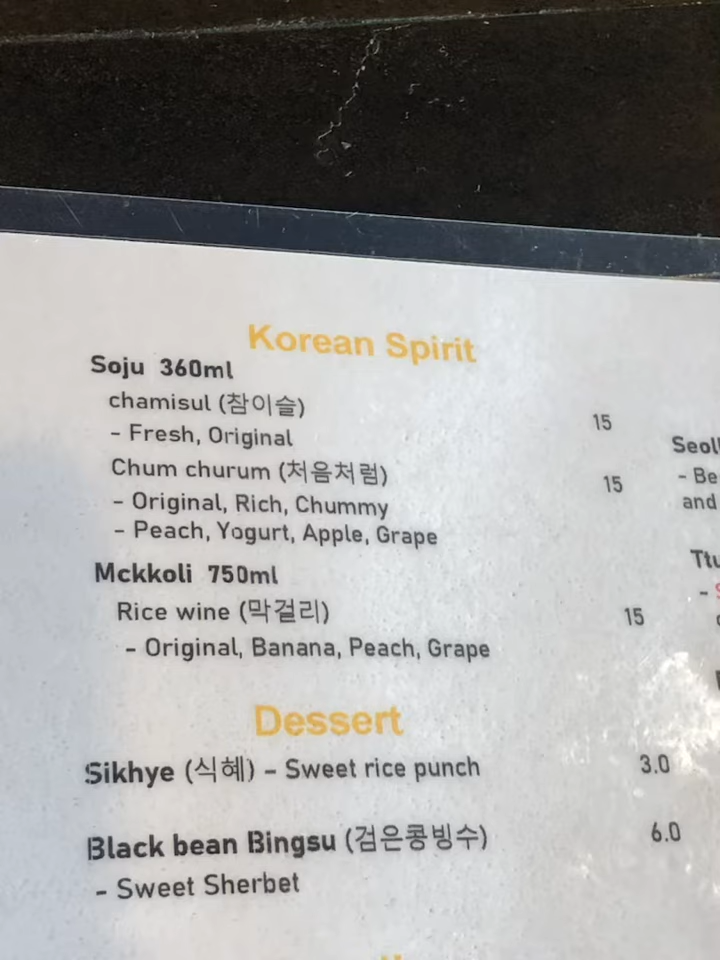 Korean Spirit
Soju 360ml
chamisul (참이슬)
- Fresh, Original 15
Chum churum (처음처럼) 15
- Original, Rich, Chummy
- Peach, Yogurt, Apple, Grape
Mckkoli 750ml
Rice wine (막걸리) 15
- Original, Banana, Peach, Grape
Dessert
Sikhye (식혜) - Sweet rice punch 3.0
Black bean Bingsu (검은콩빙수) 6.0
- Sweet Sherbet
- Be
and